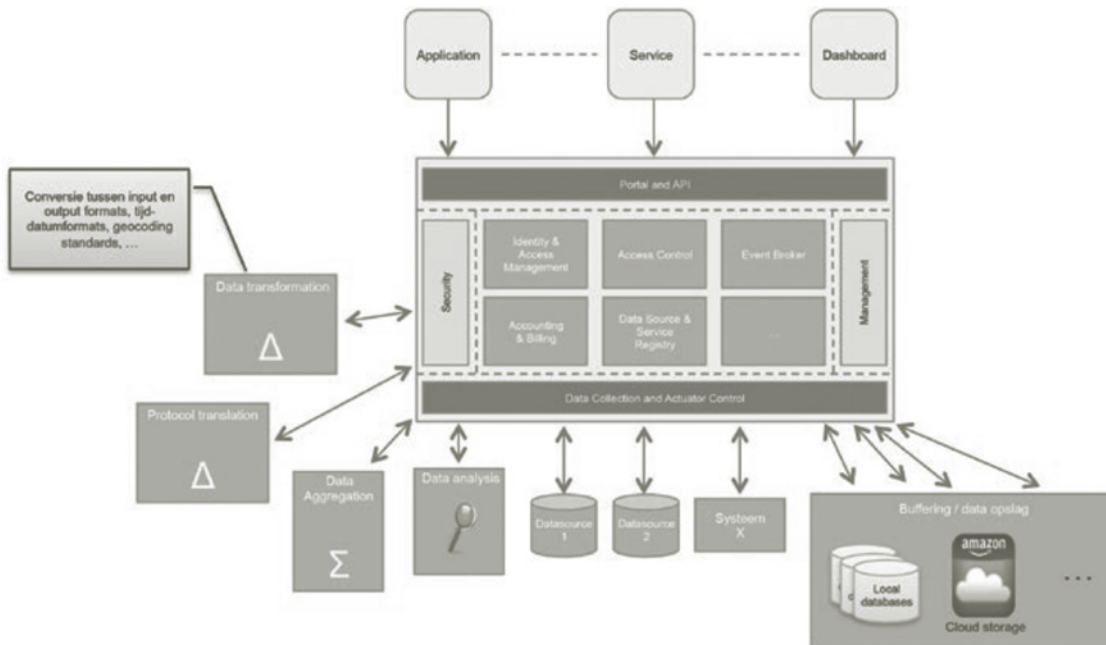 Application
Service
Dashboard
Portal and API
Conversie tussen input en
output formats, tijd-
datumformats, geocoding
standards, ...
Security
Identity &
Access
Management
Access Control
Event Broker
Management
Accounting
& Billing
Data Source &
Service
Registry
...
Data transformation
Δ
Data Collection and Actuator Control
Protocol translation
Δ
Data
Aggregation
Σ
Data analysis
Datasource
1
Datasource
2
Systeem
X
Buffering / data opslag
Local
databases
amazon
Cloud storage
...